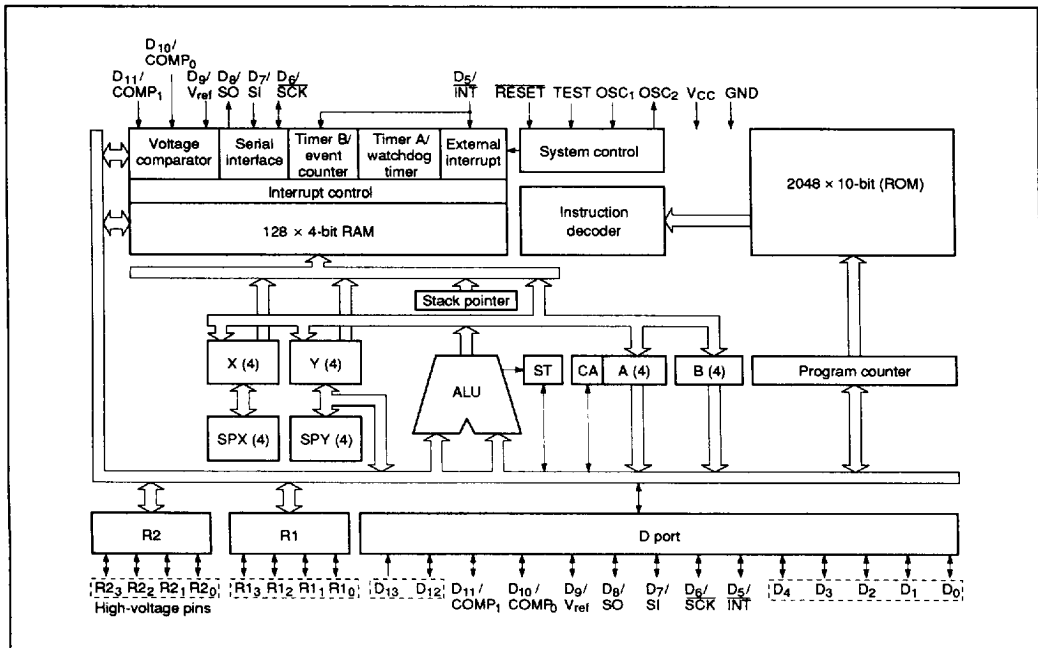 D10/
COMP0
D11/
COMP1
D9/
Vref
D8/
SO
D7/
SI
D6/
SCK
D5/
INT
RESET TEST OSC1 OSC2 VCC GND
Voltage
comparator
Serial
interface
Timer B/
event
counter
Timer A/
watchdog
timer
External
interrupt
System control
2048 × 10-bit (ROM)
Interrupt control
128 × 4-bit RAM
Instruction
decoder
Stack pointer
X (4)
Y (4)
ALU
ST
CA
A (4)
B (4)
Program counter
SPX (4)
SPY (4)
R2
R1
D port
R23 R22 R21 R20
High-voltage pins
R13 R12 R11 R10
D13
D12
D11/
COMP1
D10/
COMP0
D9/
Vref
D8/
SO
D7/
SI
D6/
SCK
D5/
INT
D4
D3
D2
D1
D0